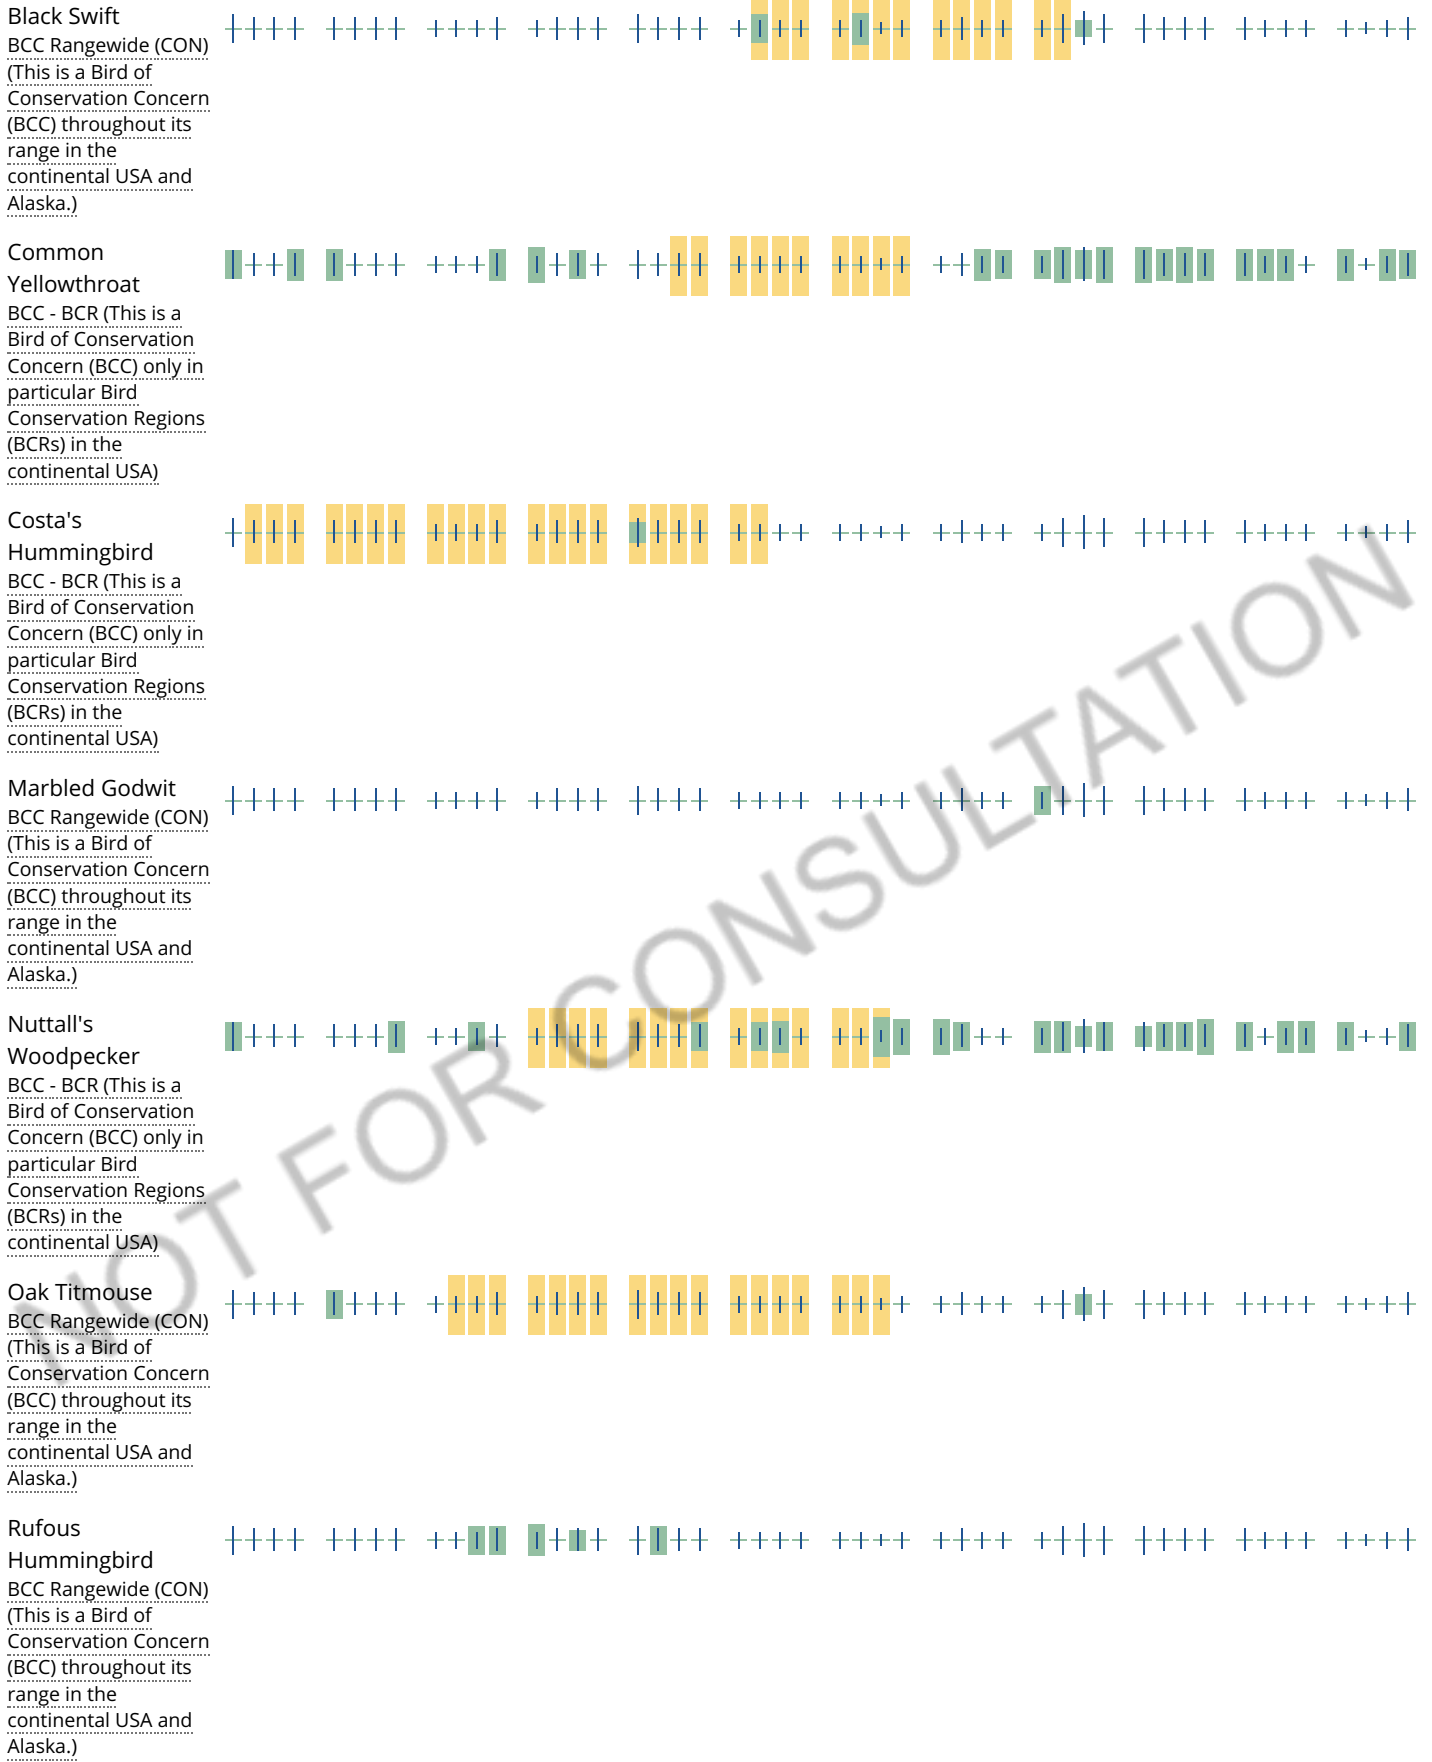 Black Swift
BCC Rangewide (CON)
(This is a Bird of
Conservation Concern
(BCC) throughout its
range in the
continental USA and
Alaska.)
Common
Yellowthroat
BCC - BCR (This is a
Bird of Conservation
Concern (BCC) only in
particular Bird
Conservation Regions
(BCRs) in the
continental USA)
Costa's
Hummingbird
BCC - BCR (This is a
Bird of Conservation
Concern (BCC) only in
particular Bird
Conservation Regions
(BCRs) in the
continental USA)
Marbled Godwit
BCC Rangewide (CON)
(This is a Bird of
Conservation Concern
(BCC) throughout its
range in the
continental USA and
Alaska.)
Nuttall's
Woodpecker
BCC - BCR (This is a
Bird of Conservation
Concern (BCC) only in
particular Bird
Conservation Regions
(BCRs) in the
continental USA)
Oak Titmouse
BCC Rangewide (CON)
(This is a Bird of
Conservation Concern
(BCC) throughout its
range in the
continental USA and
Alaska.)
Rufous
Hummingbird
BCC Rangewide (CON)
(This is a Bird of
Conservation Concern
(BCC) throughout its
range in the
continental USA and
Alaska.)
NOT FOR CONSULTATION